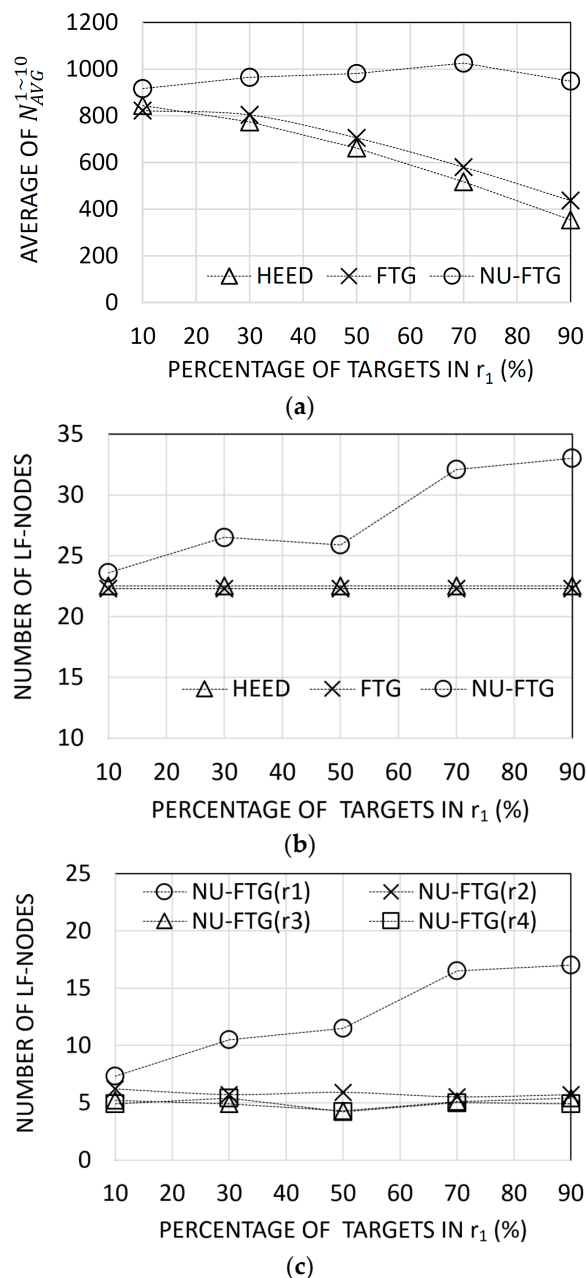 1200
1000
800
600
400
200
0
AVERAGE OF N_AVG^1~10
HEED FTG NU-FTG
10 20 30 40 50 60 70 80 90
PERCENTAGE OF TARGETS IN r₁ (%)
(a)
35
30
25
20
15
10
NUMBER OF LF-NODES
HEED FTG NU-FTG
10 20 30 40 50 60 70 80 90
PERCENTAGE OF TARGETS IN r₁ (%)
(b)
25
20
15
10
5
0
NUMBER OF LF-NODES
NU-FTG(r1) NU-FTG(r2)
NU-FTG(r3) NU-FTG(r4)
10 20 30 40 50 60 70 80 90
PERCENTAGE OF TARGETS IN r₁ (%)
(c)